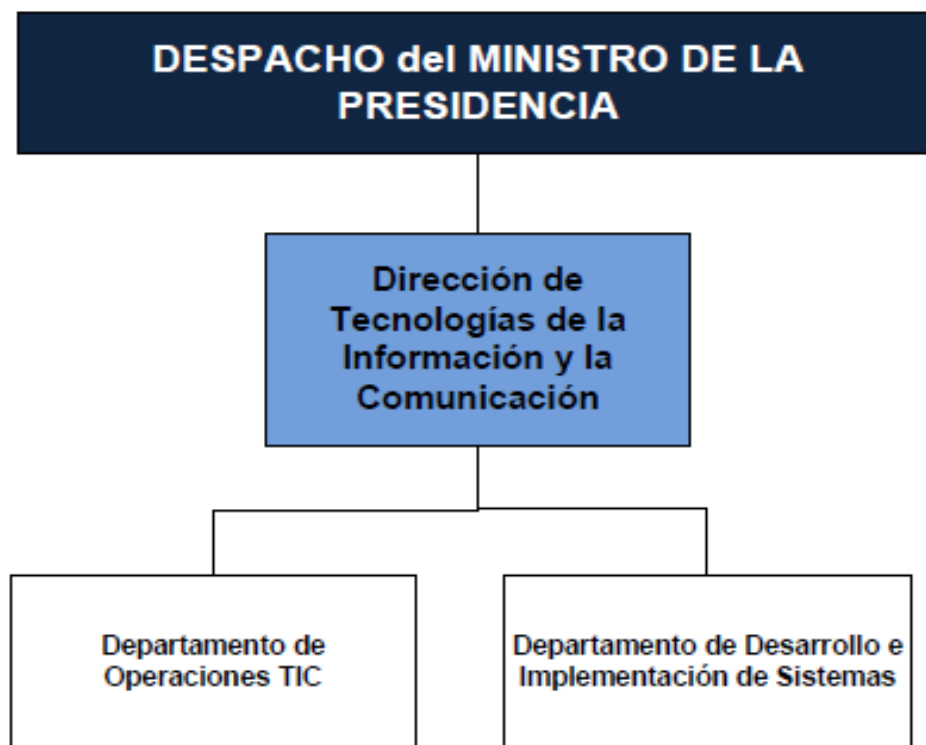 DESPACHO del MINISTRO DE LA
PRESIDENCIA
Dirección de
Tecnologías de la
Información y la
Comunicación
Departamento de
Operaciones TIC
Departamento de Desarrollo e
Implementación de Sistemas